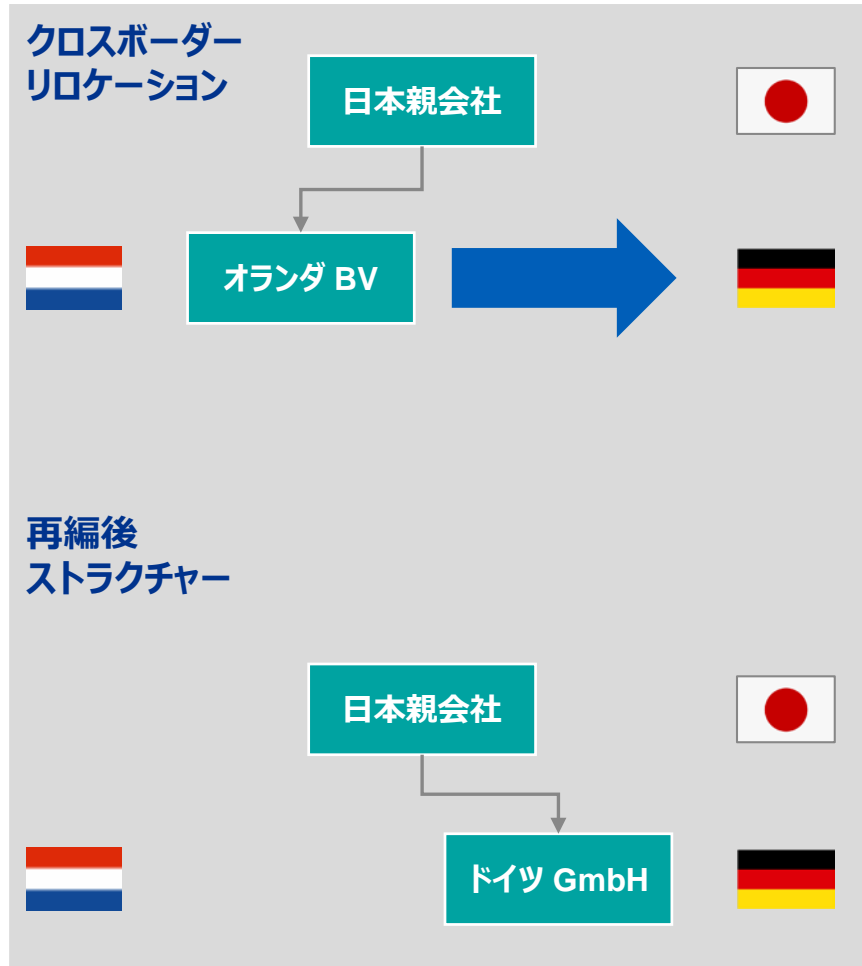 クロスボーダー
リロケーション
日本親会社
オランダ BV
再編後
ストラクチャー
日本親会社
ドイツ GmbH